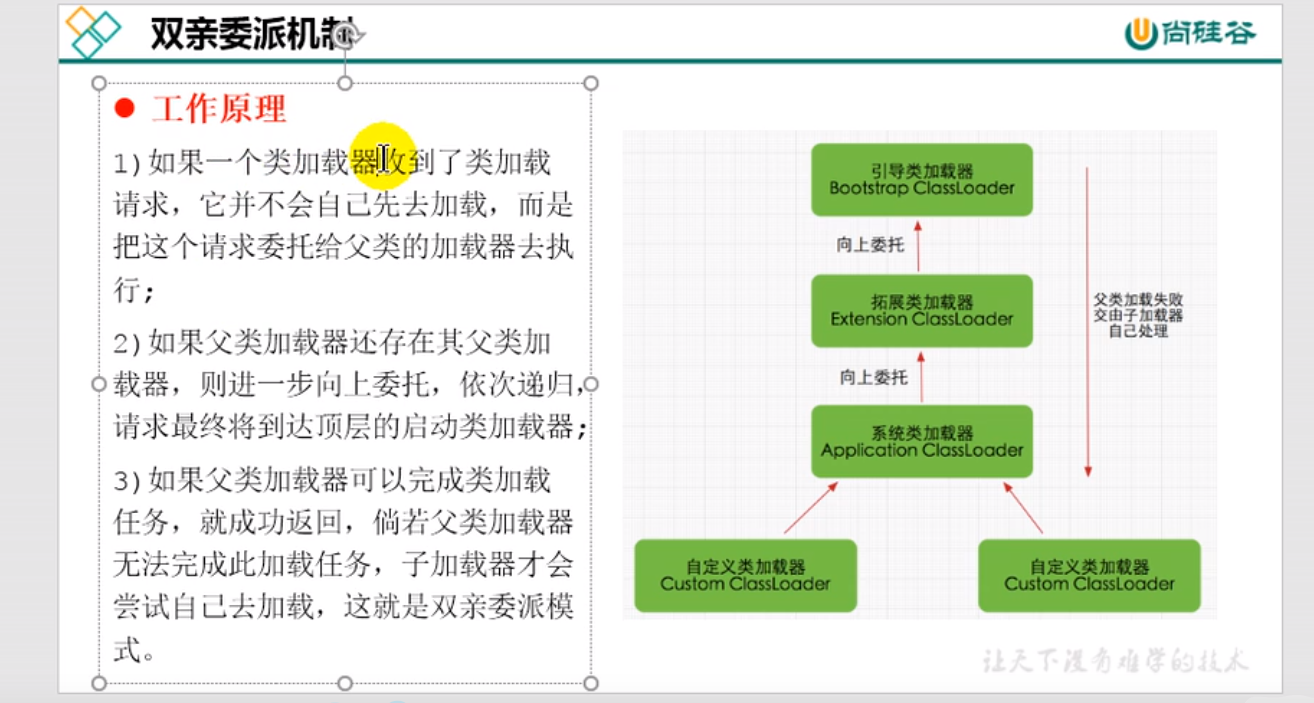 双亲委派机制
尚硅谷
工作原理
1)如果一个类加载器收到了类加载
请求，它并不会自己先去加载，而是
把这个请求委托给父类的加载器去执
行；
2)如果父类加载器还存在其父类加
载器，则进一步向上委托，依次递归，
请求最终将到达顶层的启动类加载器；
3)如果父类加载器可以完成类加载
任务，就成功返回，倘若父类加载器
无法完成此加载任务，子加载器才会
尝试自己去加载，这就是双亲委派模
式。
引导类加载器
Bootstrap ClassLoader
向上委托
拓展类加载器
Extension ClassLoader
向上委托
系统类加载器
Application ClassLoader
父类加载失败
交由子加载器
自己处理
自定义类加载器
Custom ClassLoader
自定义类加载器
Custom ClassLoader
让天下没有难学的技术